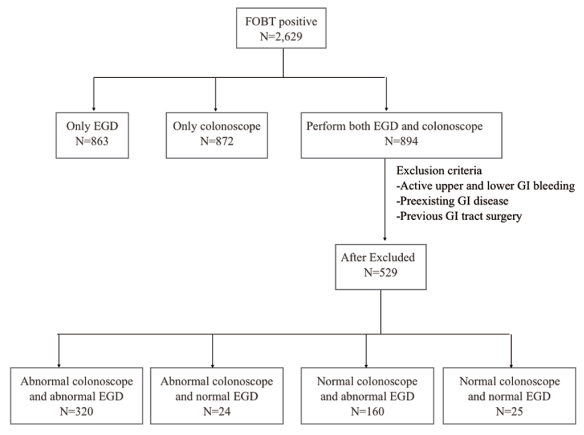 FOBT positive
N=2,629
Only EGD
N=863
Only colonoscope
N=872
Perform both EGD and colonoscope
N=894
Exclusion criteria
-Active upper and lower GI bleeding
-Preexisting GI disease
-Previous GI tract surgery
After Excluded
N=529
Abnormal colonoscope
and abnormal EGD
N=320
Abnormal colonoscope
and normal EGD
N=24
Normal colonoscope
and abnormal EGD
N=160
Normal colonoscope
and normal EGD
N=25